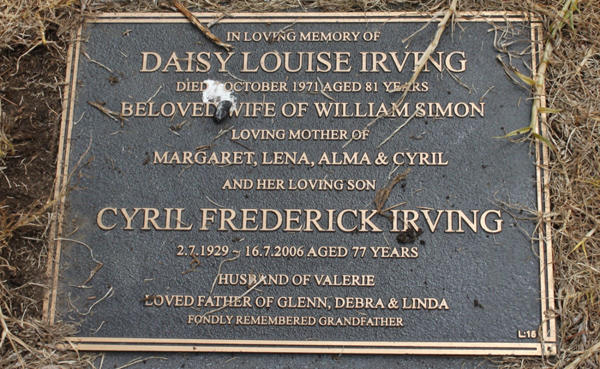 IN LOVING MEMORY OF
DAISY LOUISE IRVING
DIED OCTOBER 1971 AGED 81 YEARS
BELOVED WIFE OF WILLIAM SIMON
LOVING MOTHER OF
MARGARET, LENA, ALMA & CYRIL
AND HER LOVING SON
CYRIL FREDERICK IRVING
2.7.1929 ~ 16.7.2006 AGED 77 YEARS
HUSBAND OF VALERIE
LOVED FATHER OF GLENN, DEBRA & LINDA
FONDLY REMEMBERED GRANDFATHER